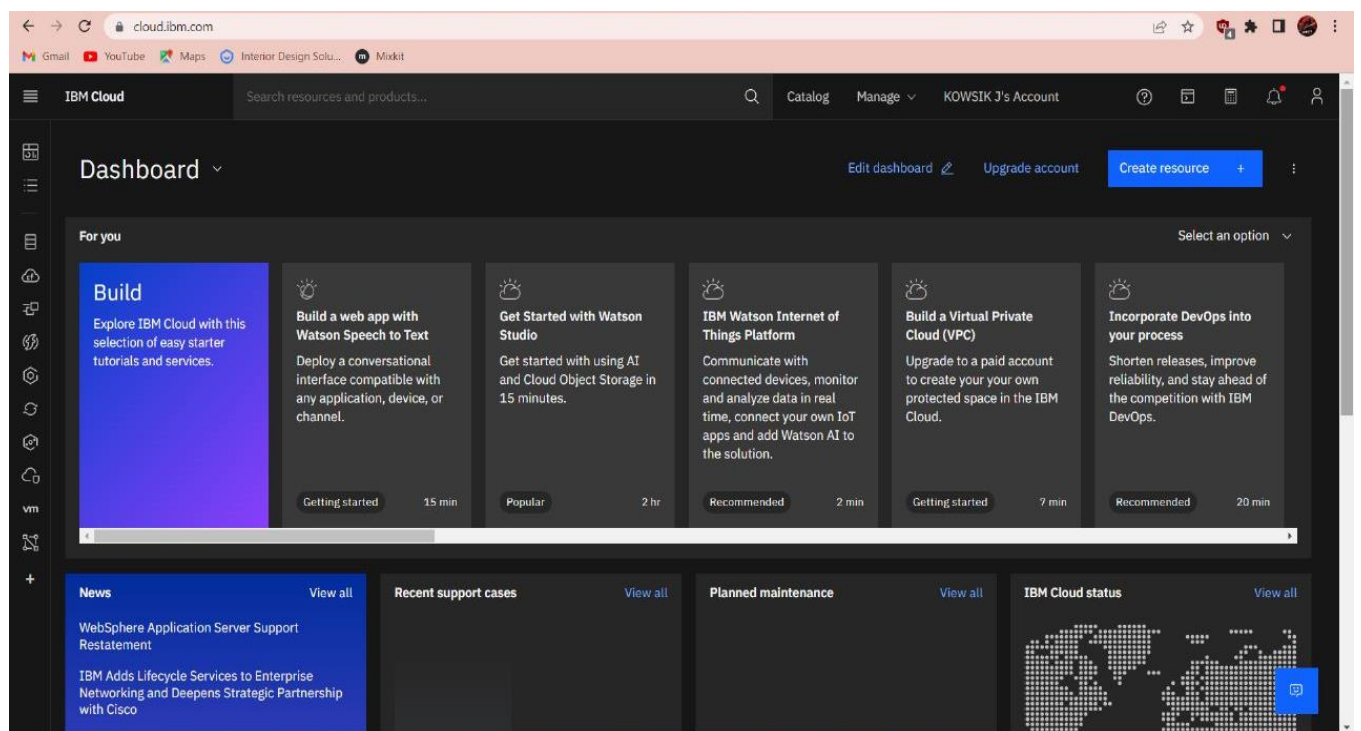 cloud.ibm.com
Gmail YouTube Maps Interior Design Solu... Mixkit
IBM Cloud Search resources and products... Catalog Manage KOWSIK J's Account
Dashboard Edit dashboard Upgrade account Create resource +
For you Select an option
Build
Explore IBM Cloud with this
selection of easy starter
tutorials and services.
Build a web app with
Watson Speech to Text
Deploy a conversational
interface compatible with
any application, device, or
channel.
Getting started 15 min
Get Started with Watson
Studio
Get started with using AI
and Cloud Object Storage in
15 minutes.
Popular 2 hr
IBM Watson Internet of
Things Platform
Communicate with
connected devices, monitor
and analyze data in real
time, connect your own IoT
apps and add Watson AI to
the solution.
Recommended 2 min
Build a Virtual Private
Cloud (VPC)
Upgrade to a paid account
to create your your own
protected space in the IBM
Cloud.
Getting started 7 min
Incorporate DevOps into
your process
Shorten releases, improve
reliability, and stay ahead of
the competition with IBM
DevOps.
Recommended 20 min
vm
News View all
WebSphere Application Server Support
Restatement
IBM Adds Lifecycle Services to Enterprise
Networking and Deepens Strategic Partnership
with Cisco
Recent support cases View all
Planned maintenance View all
IBM Cloud status View all